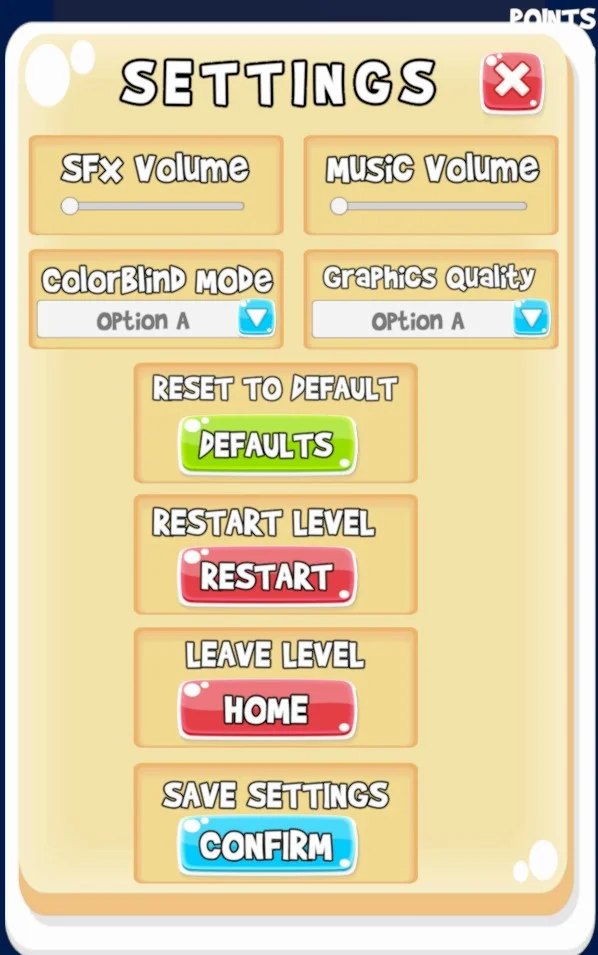 POINTS
SETTINGS
SFX Volume
Music Volume
ColorBlind Mode
Graphics Quality
Option A
Option A
RESET TO DEFAULT
DEFAULTS
RESTART LEVEL
RESTART
LEAVE LEVEL
HOME
SAVE SETTINGS
CONFIRM